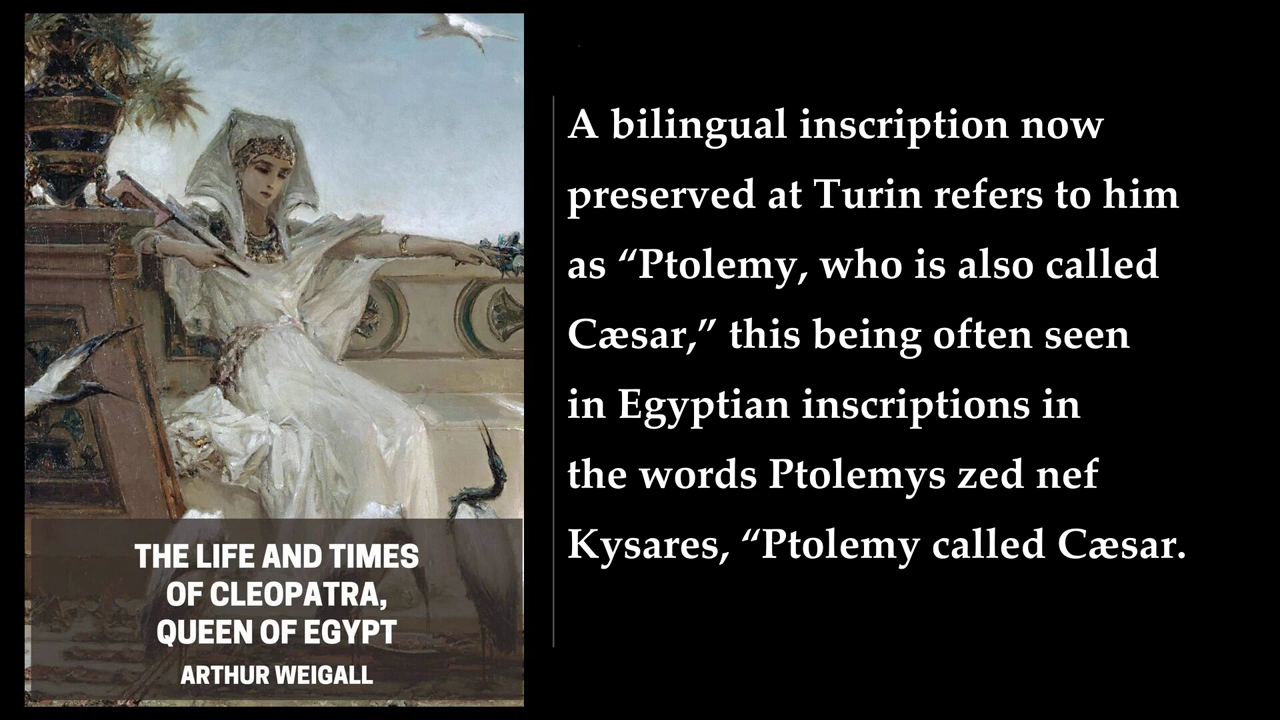 A bilingual inscription now
preserved at Turin refers to him
as “Ptolemy, who is also called
Cæsar,” this being often seen
in Egyptian inscriptions in
the words Ptolemys zed nef
Kysares, “Ptolemy called Cæsar.
THE LIFE AND TIMES
OF CLEOPATRA,
QUEEN OF EGYPT
ARTHUR WEIGALL